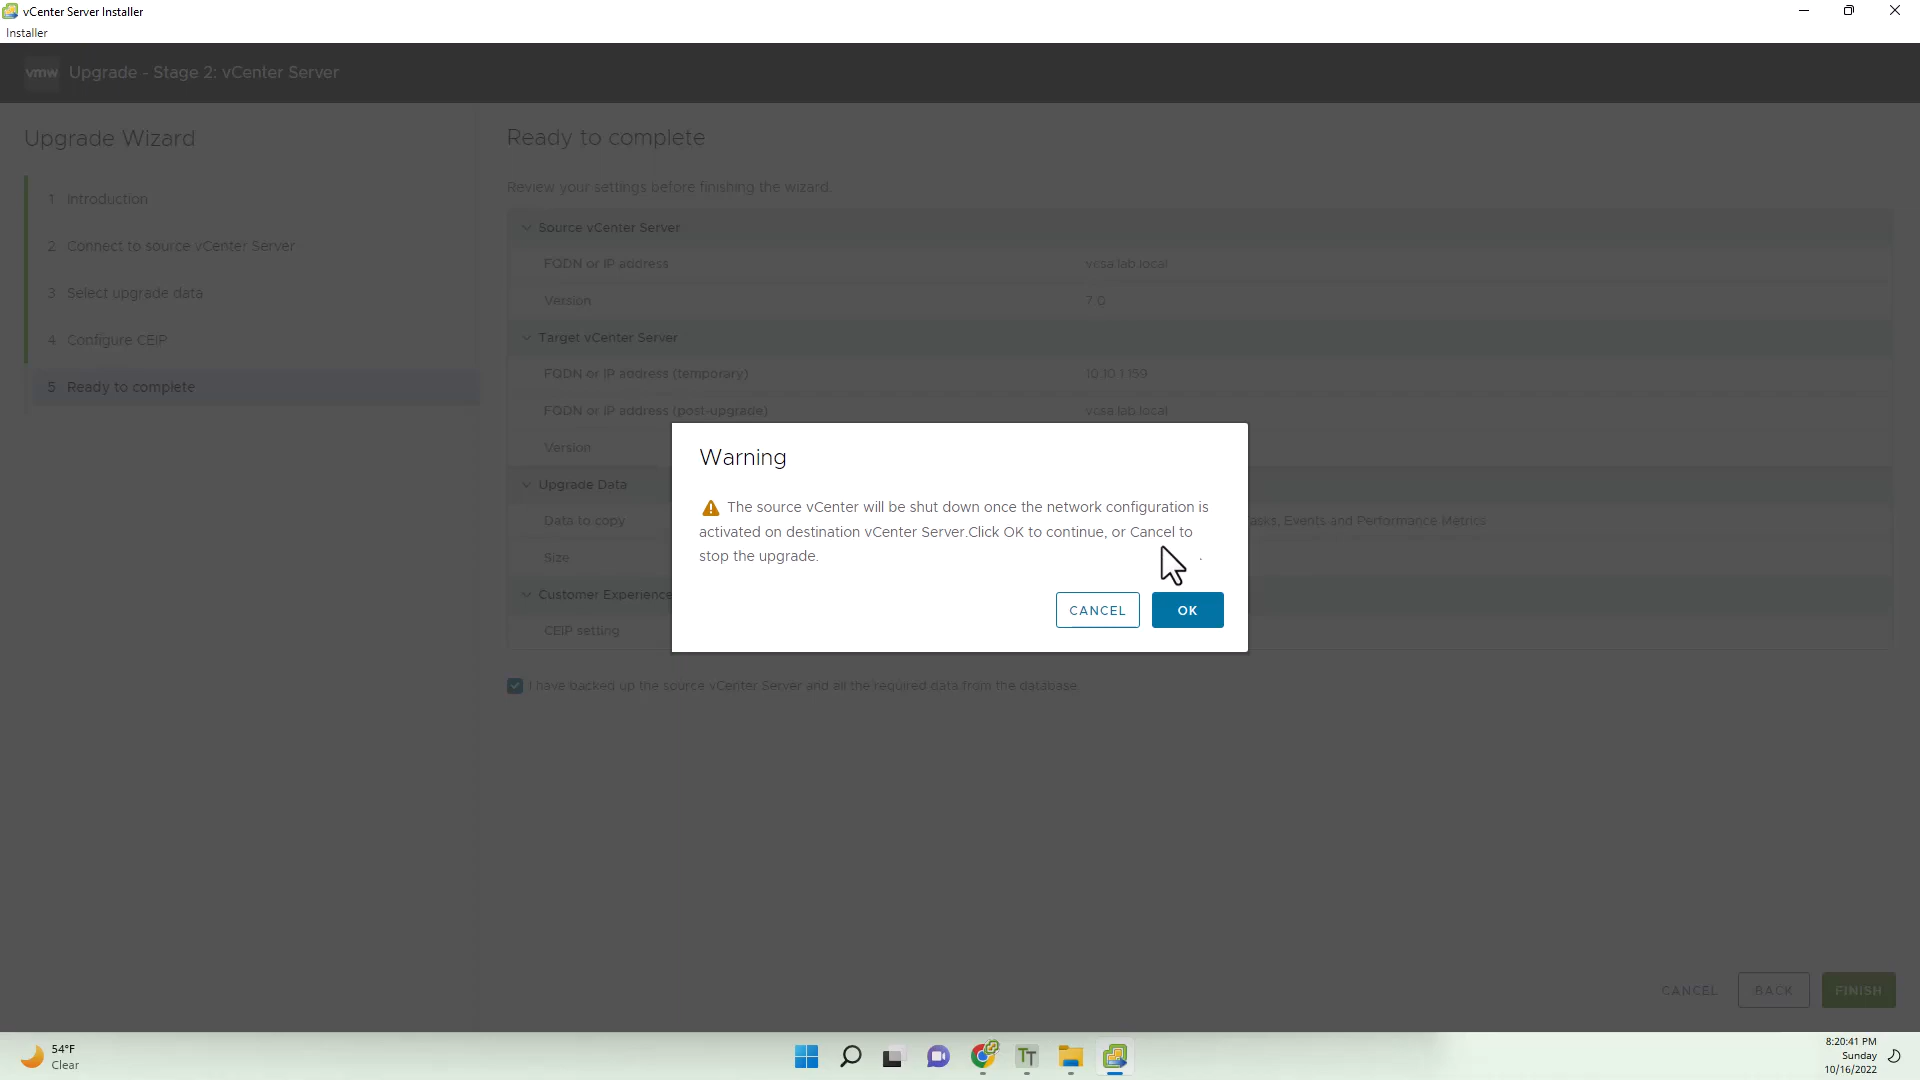 vCenter Server Installer
Installer
vmw Upgrade - Stage 2: vCenter Server
Upgrade Wizard
1 Introduction
2 Connect to source vCenter Server
3 Select upgrade data
4 Configure CEIP
5 Ready to complete
Ready to complete
Review your settings before finishing the wizard.
Source vCenter Server
FQDN or IP address vcsa.lab.local
Version 7.0
Target vCenter Server
FQDN or IP address (temporary) 10.10.1.159
FQDN or IP address (post-upgrade) vcsa.lab.local
Version
Upgrade Data
Data to copy asks, Events and Performance Metrics
Size
Customer Experience
CEIP setting
I have backed up the source vCenter Server and all the required data from the database.
Warning
The source vCenter will be shut down once the network configuration is
activated on destination vCenter Server.Click OK to continue, or Cancel to
stop the upgrade.
CANCEL OK
CANCEL BACK FINISH
54°F
Clear
TT
8:20:41 PM
Sunday
10/16/2022